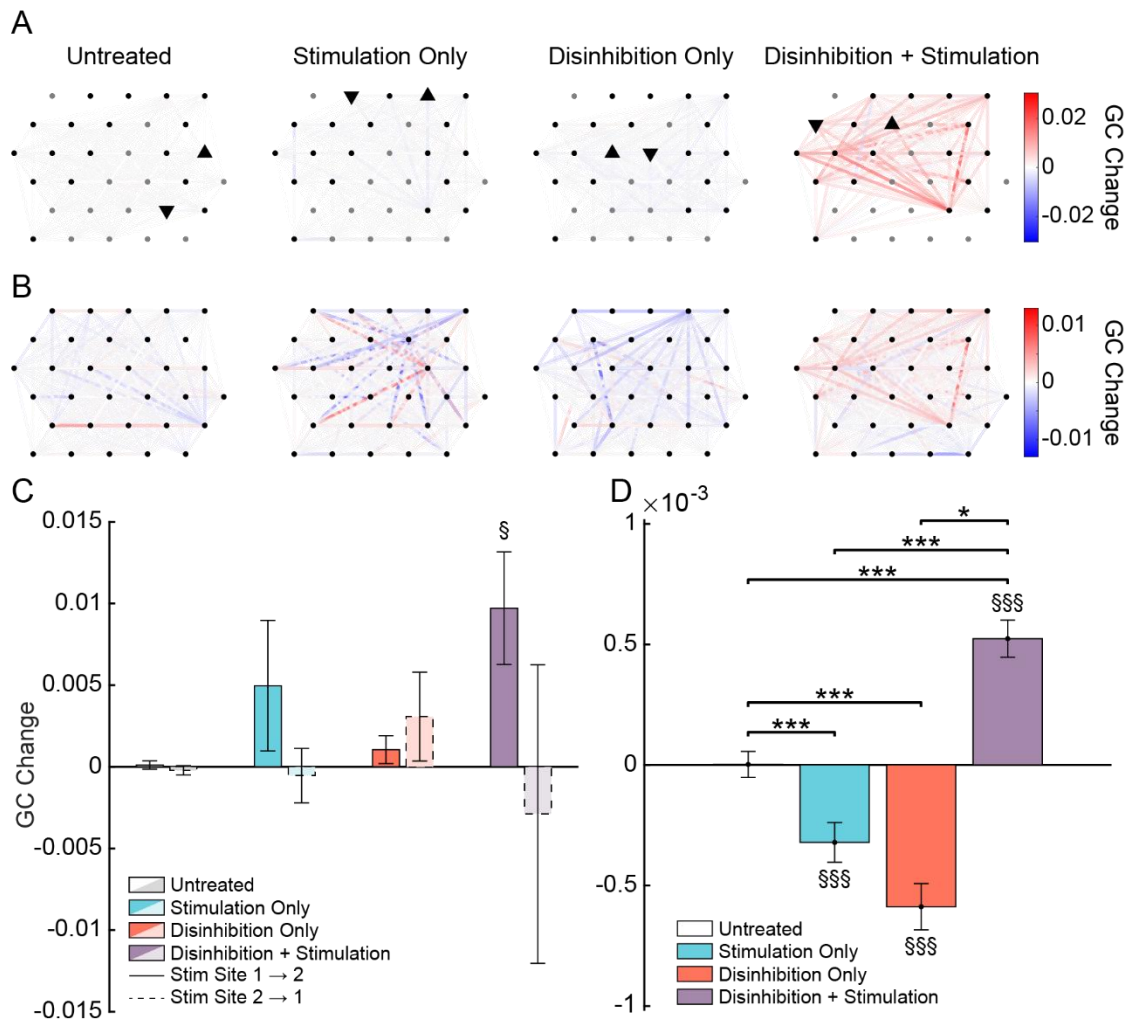 A
Untreated
Stimulation Only
Disinhibition Only
Disinhibition + Stimulation
0.02
0
-0.02
GC Change
B
0.01
0
-0.01
GC Change
C
0.015
0.01
0.005
0
-0.005
-0.01
-0.015
GC Change
§
Untreated
Stimulation Only
Disinhibition Only
Disinhibition + Stimulation
Stim Site 1 → 2
Stim Site 2 → 1
D
×10-3
1
0.5
0
-0.5
-1
*
***
***
§§§
***
***
§§§
§§§
Untreated
Stimulation Only
Disinhibition Only
Disinhibition + Stimulation